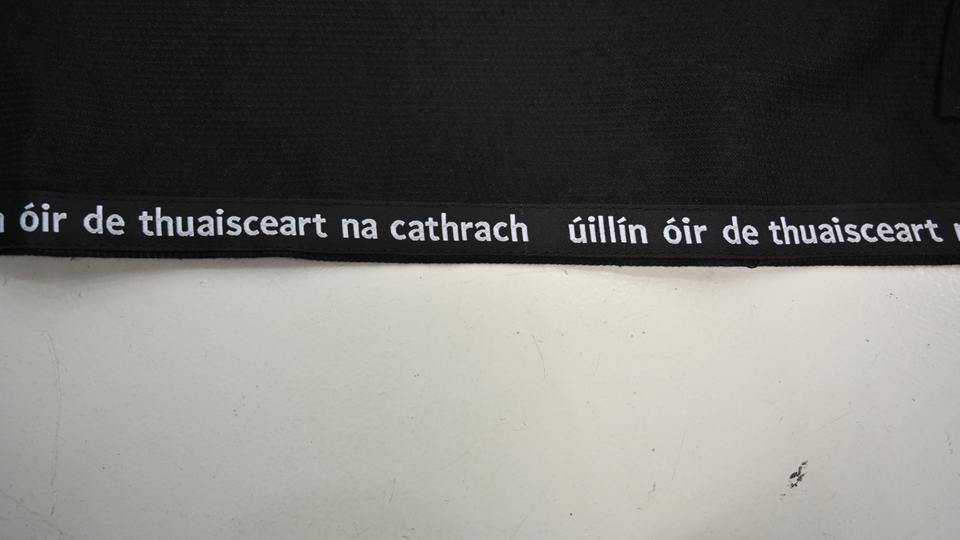 óir de thuaisceart na cathrach úillín óir de thuaisceart